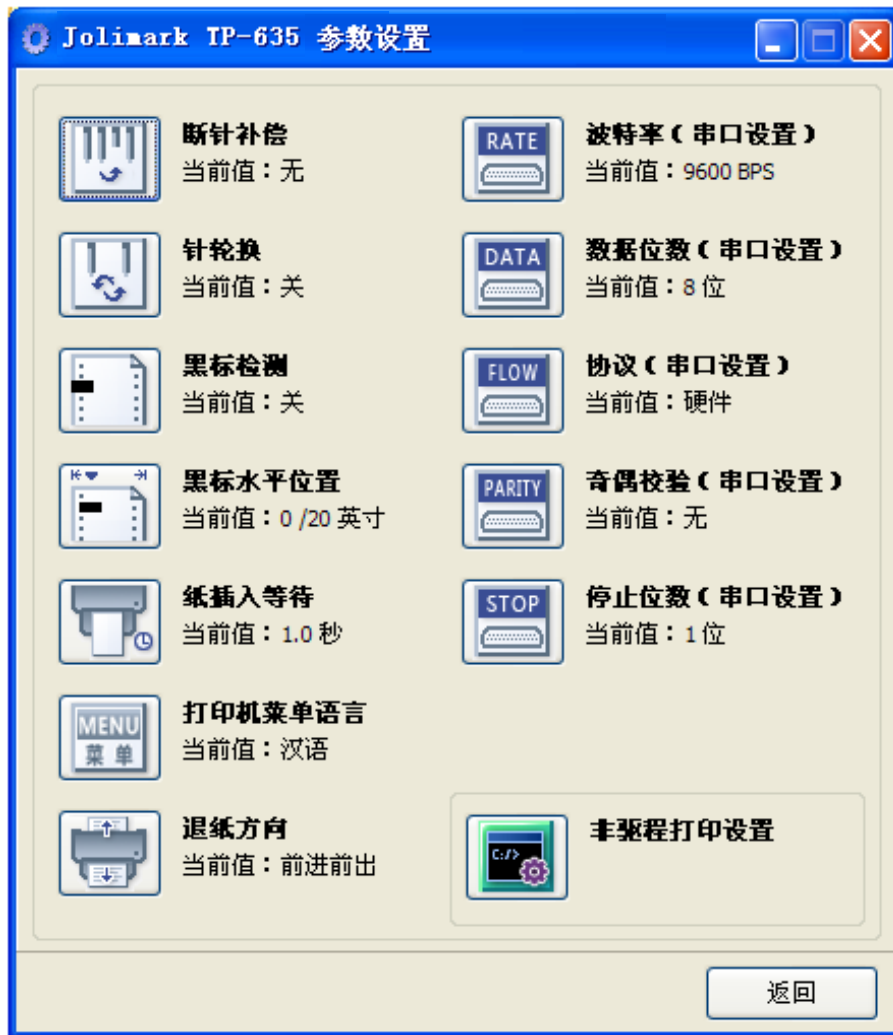 Jolimark TP-635 参数设置
断针补偿
当前值：无
针轮换
当前值：关
黑标检测
当前值：关
黑标水平位置
当前值：0 /20 英寸
纸插入等待
当前值：1.0 秒
MENU
菜单
打印机菜单语言
当前值：汉语
退纸方向
当前值：前进前出
RATE
波特率（串口设置）
当前值：9600 BPS
DATA
数据位数（串口设置）
当前值：8 位
FLOW
协议（串口设置）
当前值：硬件
PARITY
奇偶校验（串口设置）
当前值：无
STOP
停止位数（串口设置）
当前值：1 位
C:/>
非驱程打印设置
返回